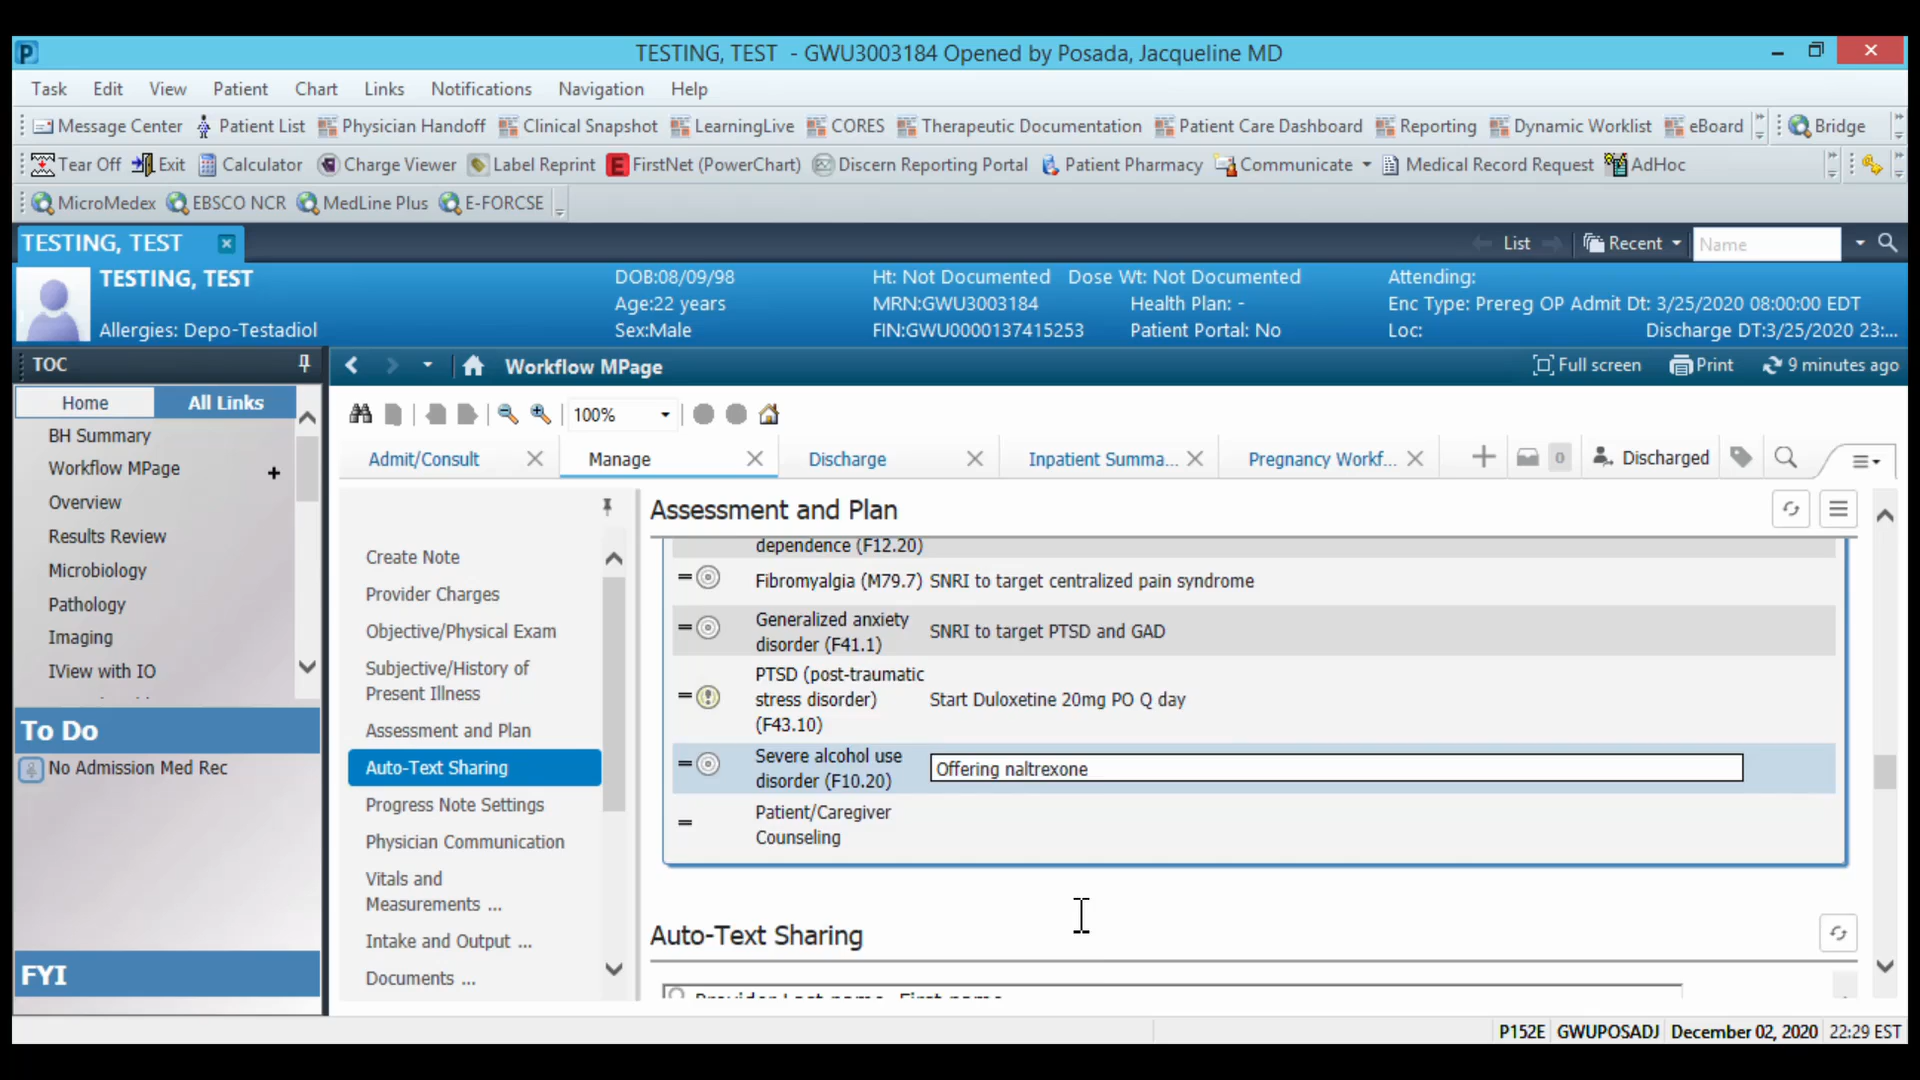 TESTING, TEST - GWU3003184 Opened by Posada, Jacqueline MD
Task Edit View Patient Chart Links Notifications Navigation Help
Message Center Patient List Physician Handoff Clinical Snapshot LearningLive CORES Therapeutic Documentation Patient Care Dashboard Reporting Dynamic Worklist eBoard Bridge
Tear Off Exit Calculator Charge Viewer Label Reprint FirstNet (PowerChart) Discern Reporting Portal Patient Pharmacy Communicate Medical Record Request AdHoc
MicroMedex EBSCO NCR MedLine Plus E-FORCSE
TESTING, TEST
List Recent Name
TESTING, TEST
Allergies: Depo-Testadiol
DOB:08/09/98
Age:22 years
Sex:Male
Ht: Not Documented Dose Wt: Not Documented
MRN:GWU3003184 Health Plan: -
FIN:GWU0000137415253 Patient Portal: No
Attending:
Enc Type: Prereg OP Admit Dt: 3/25/2020 08:00:00 EDT
Loc: Discharge DT:3/25/2020 23:...
TOC
Home All Links
BH Summary
Workflow MPage
Overview
Results Review
Microbiology
Pathology
Imaging
IView with IO
To Do
No Admission Med Rec
FYI
Workflow MPage
Full screen Print 9 minutes ago
100%
Admit/Consult Manage Discharge Inpatient Summa... Pregnancy Workf... 0 Discharged
Create Note
Provider Charges
Objective/Physical Exam
Subjective/History of
Present Illness
Assessment and Plan
Auto-Text Sharing
Progress Note Settings
Physician Communication
Vitals and
Measurements ...
Intake and Output ...
Documents ...
Assessment and Plan
dependence (F12.20)
Fibromyalgia (M79.7) SNRI to target centralized pain syndrome
Generalized anxiety
disorder (F41.1) SNRI to target PTSD and GAD
PTSD (post-traumatic
stress disorder) Start Duloxetine 20mg PO Q day
(F43.10)
Severe alcohol use
disorder (F10.20) Offering naltrexone
Patient/Caregiver
Counseling
Auto-Text Sharing
Provider Last name, First name
P152E GWUPOSADJ December 02, 2020 22:29 EST